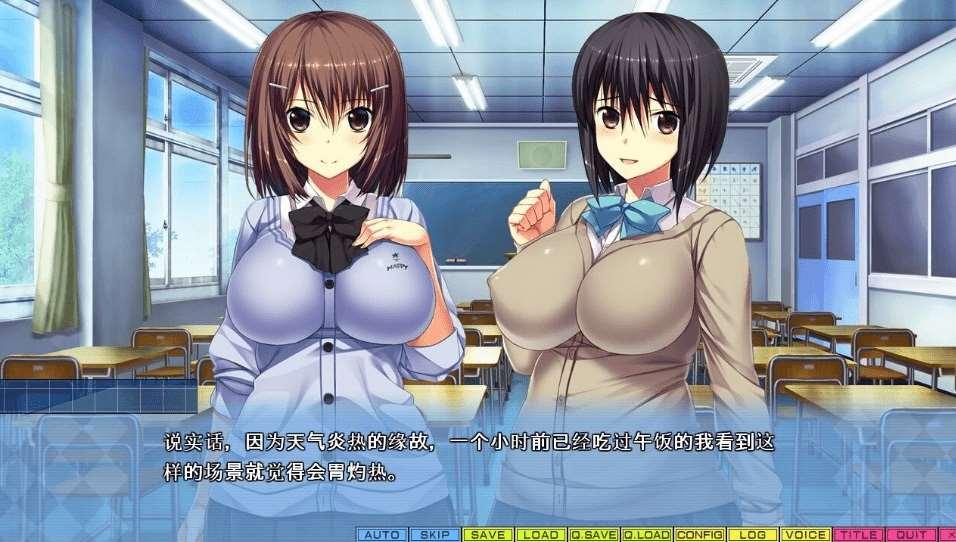 HAPPY
说实话，因为天气炎热的缘故，一个小时前已经吃过午饭的我看到这
样的场景就觉得会胃灼热。
AUTO SKIP SAVE LOAD Q.SAVE Q.LOAD CONFIG LOG VOICE TITLE QUIT ×